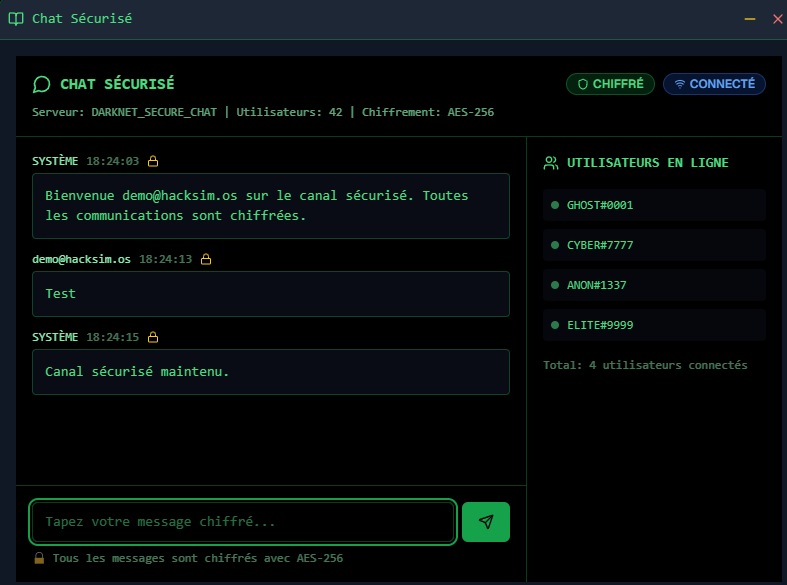 Chat Sécurisé
CHAT SÉCURISÉ
CHIFFRÉ
CONNECTÉ
Serveur: DARKNET_SECURE_CHAT | Utilisateurs: 42 | Chiffrement: AES-256
SYSTÈME 18:24:03
Bienvenue demo@hacksim.os sur le canal sécurisé. Toutes
les communications sont chiffrées.
demo@hacksim.os 18:24:13
Test
SYSTÈME 18:24:15
Canal sécurisé maintenu.
Tapez votre message chiffré...
Tous les messages sont chiffrés avec AES-256
UTILISATEURS EN LIGNE
GHOST#0001
CYBER#7777
ANON#1337
ELITE#9999
Total: 4 utilisateurs connectés